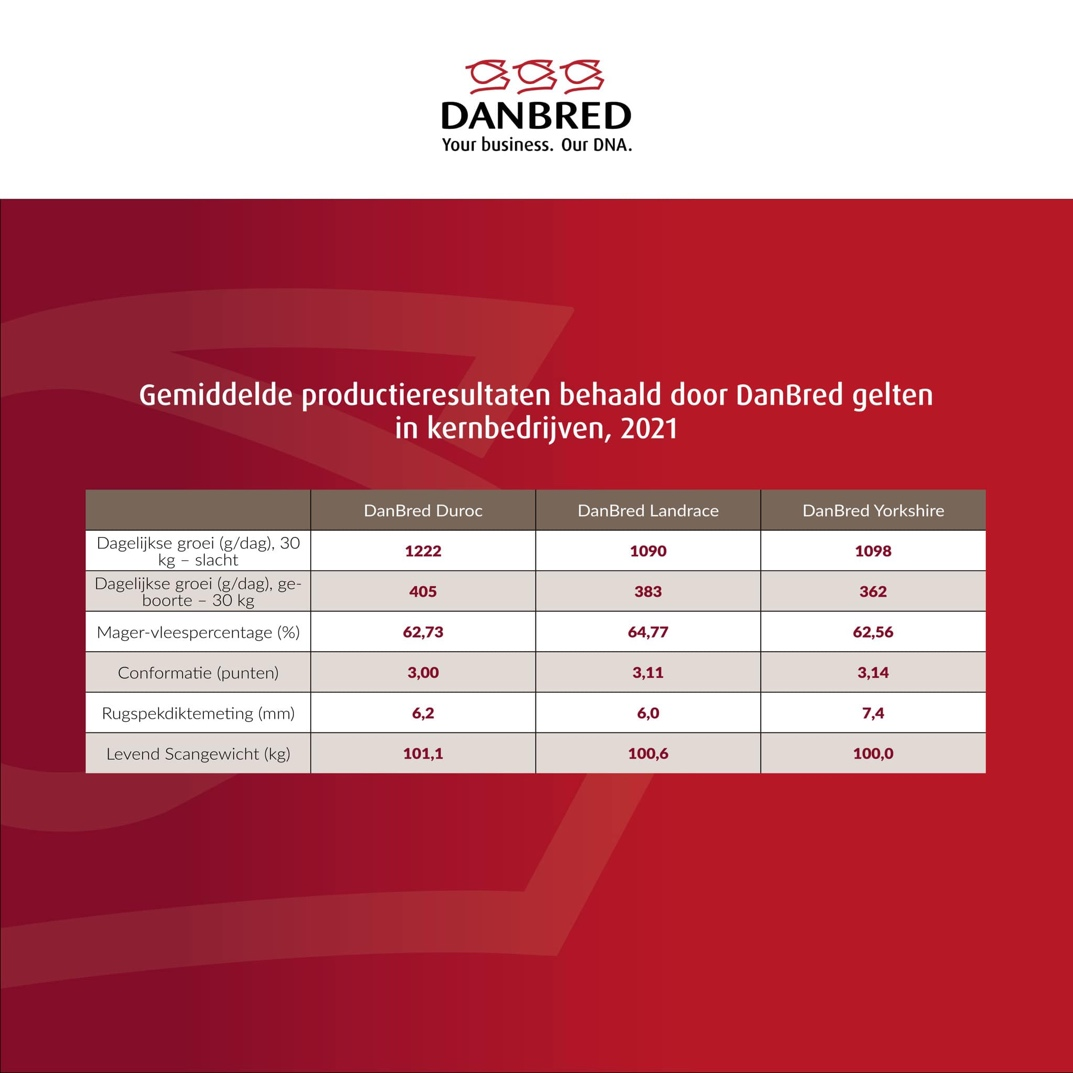 DANBRED
Your business. Our DNA.
Gemiddelde productieresultaten behaald door DanBred gelten
in kernbedrijven, 2021
DanBred Duroc DanBred Landrace DanBred Yorkshire
Dagelijkse groei (g/dag), 30
kg – slacht 1222 1090 1098
Dagelijkse groei (g/dag), ge-
boorte – 30 kg 405 383 362
Mager-vleespercentage (%) 62,73 64,77 62,56
Conformatie (punten) 3,00 3,11 3,14
Rugspekdiktemeting (mm) 6,2 6,0 7,4
Levend Scangewicht (kg) 101,1 100,6 100,0